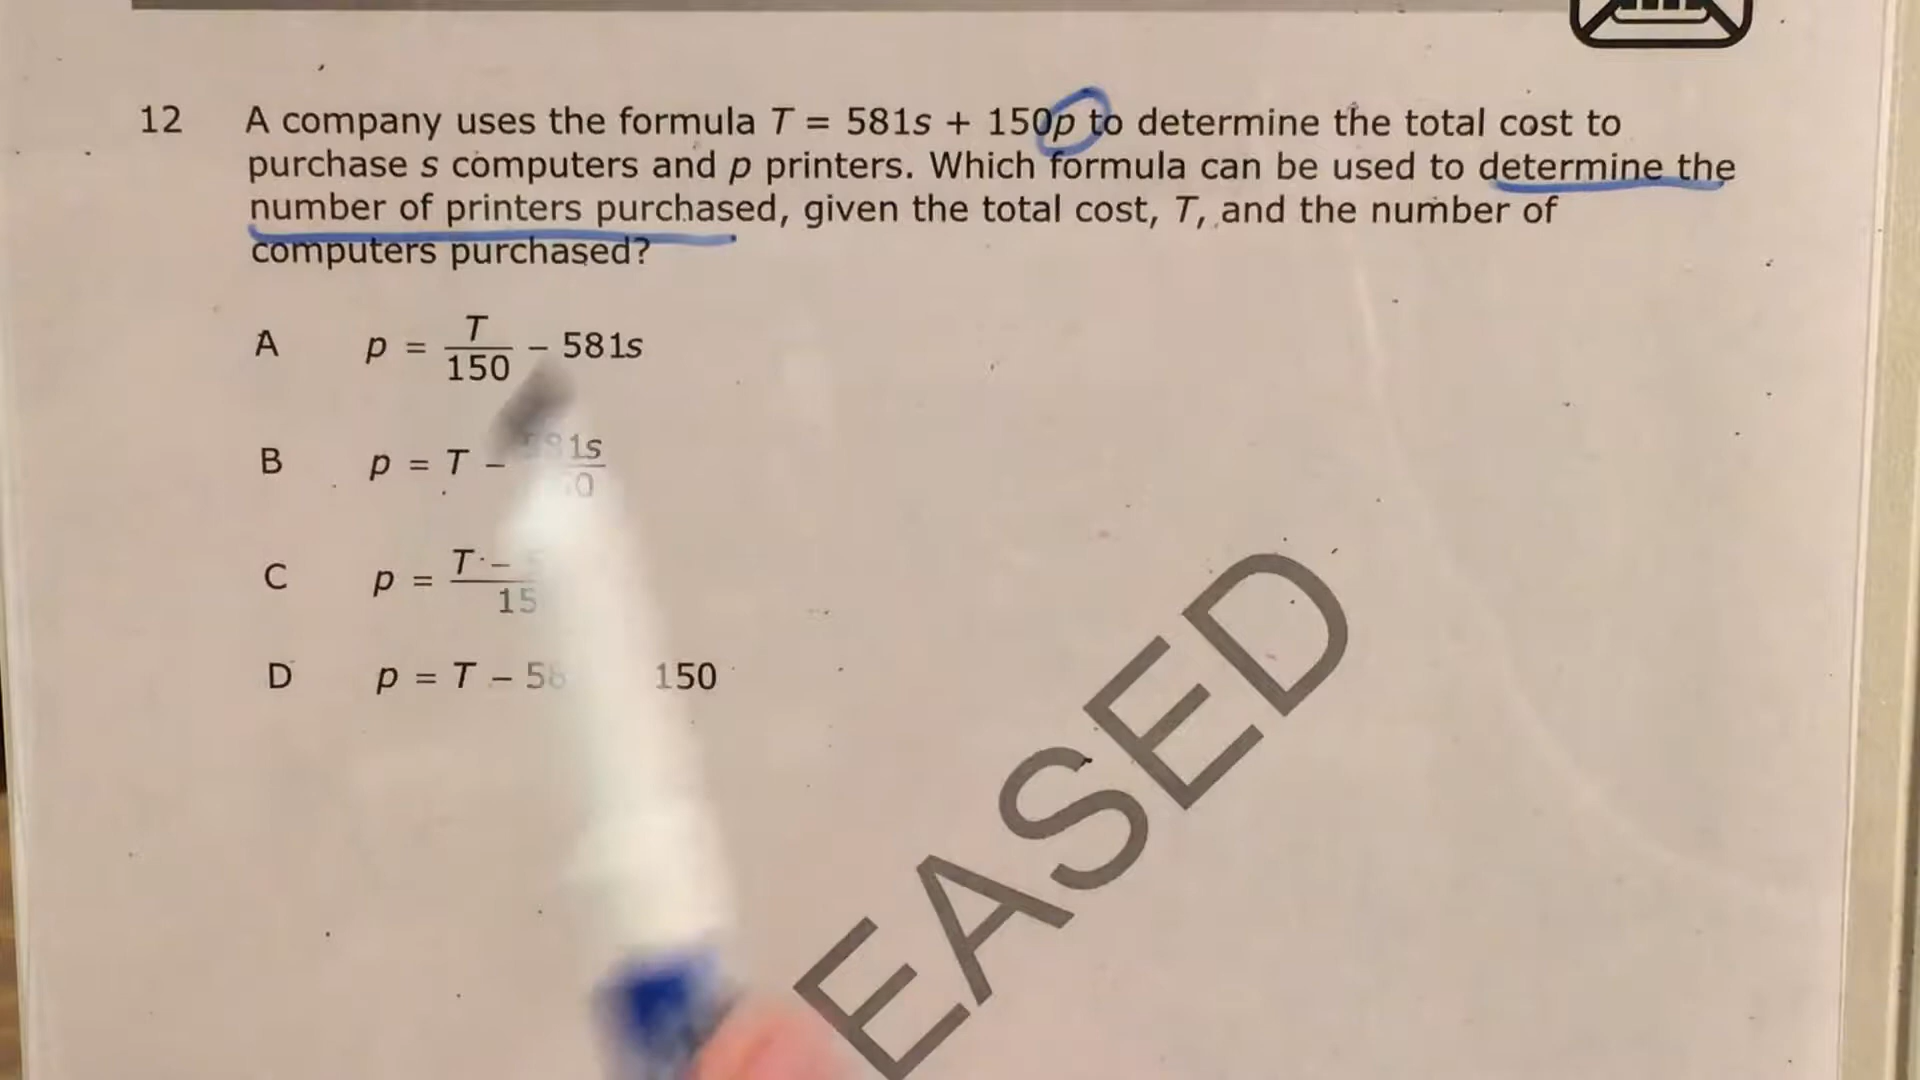 12 A company uses the formula T = 581s + 150p to determine the total cost to
purchase s computers and p printers. Which formula can be used to determine the
number of printers purchased, given the total cost, T, and the number of
computers purchased?
A p = T/150 − 581s
B p = T − 1s/0
C p = T − /15
D p = T − 5 150
EASED